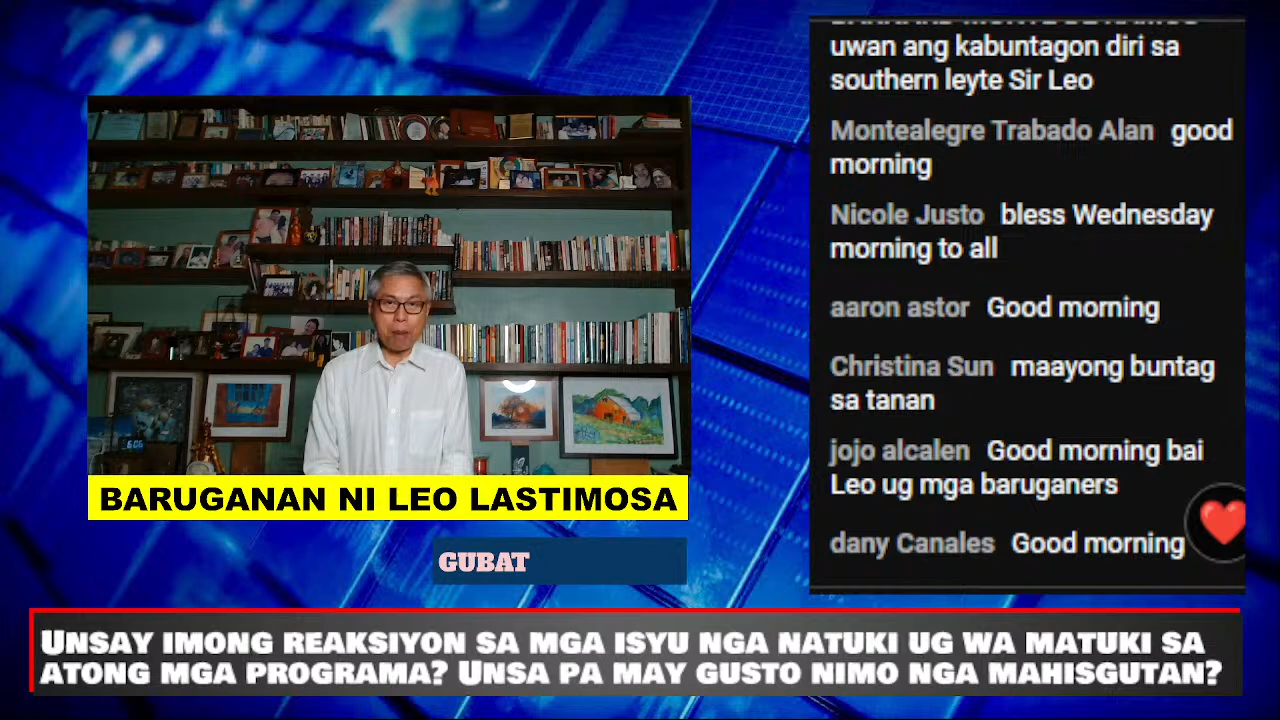 uwan ang kabuntagon diri sa
southern leyte Sir Leo
Montealegre Trabado Alan good
morning
Nicole Justo bless Wednesday
morning to all
aaron astor Good morning
Christina Sun maayong buntag
sa tanan
jojo alcalen Good morning bai
Leo ug mga baruganers
dany Canales Good morning
BARUGANAN NI LEO LASTIMOSA
GUBAT
UNSAY IMONG REAKSIYON SA MGA ISYU NGA NATUKI UG WA MATUKI SA
ATONG MGA PROGRAMA? UNSA PA MAY GUSTO NIMO NGA MAHISGUTAN?